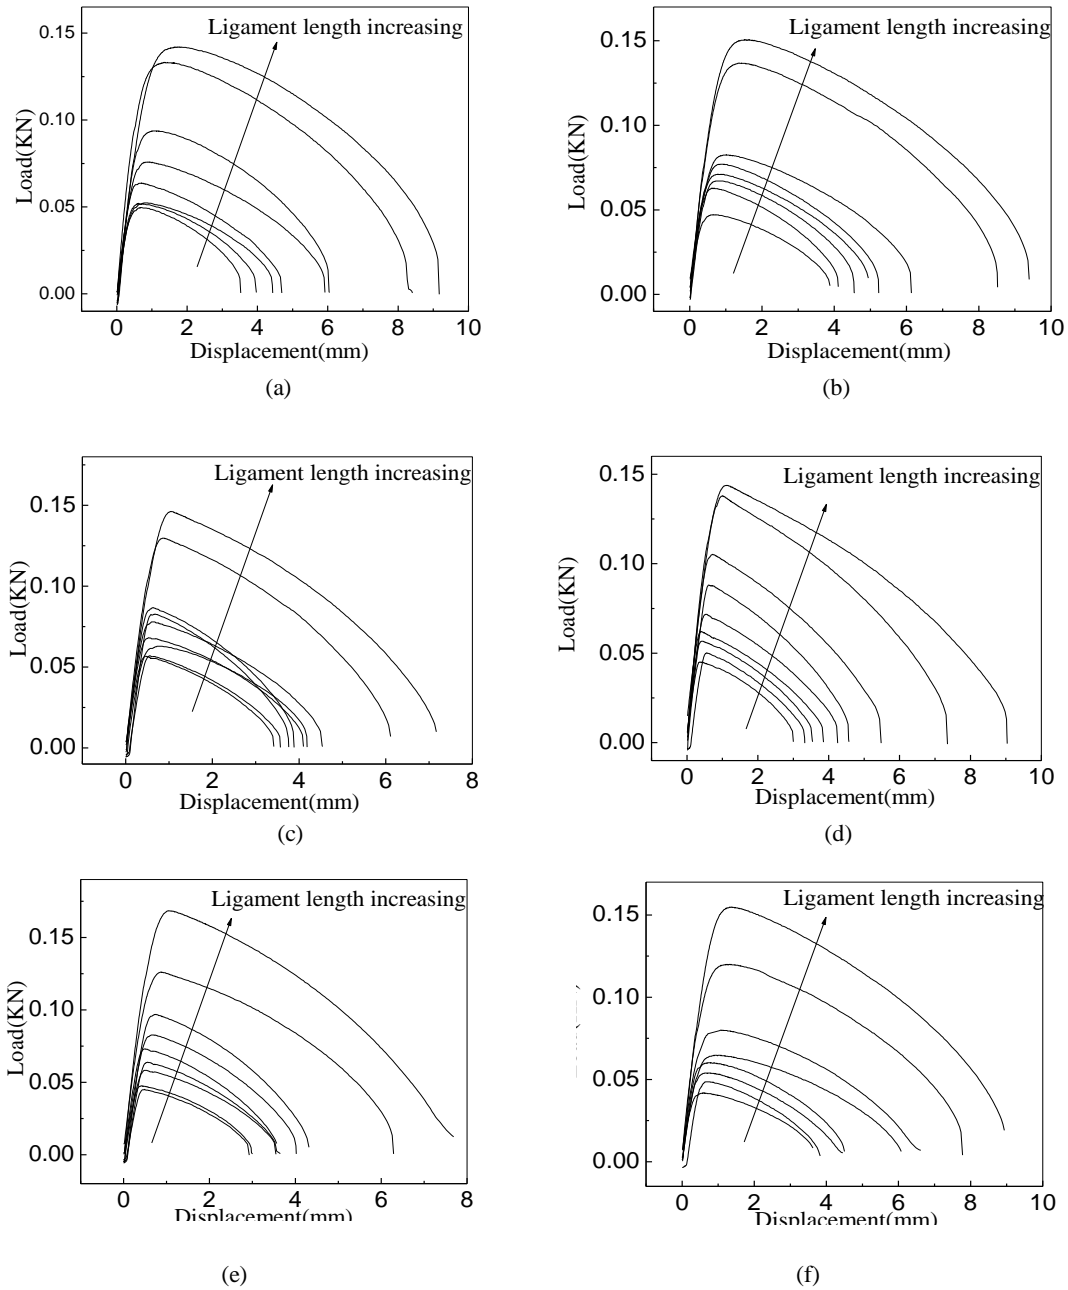 Ligament length increasing
0.15
0.10
0.05
0.00
Load(KN)
0 2 4 6 8 10
Displacement(mm)
(a)
Ligament length increasing
0.15
0.10
0.05
0.00
Load(KN)
0 2 4 6 8 10
Displacement(mm)
(b)
Ligament length increasing
0.15
0.10
0.05
0.00
Load(KN)
0 2 4 6 8
Displacement(mm)
(c)
Ligament length increasing
0.15
0.10
0.05
0.00
Load(KN)
0 2 4 6 8 10
Displacement(mm)
(d)
Ligament length increasing
0.15
0.10
0.05
0.00
Load(KN)
0 2 4 6 8
Displacement(mm)
(e)
Ligament length increasing
0.15
0.10
0.05
0.00
0 2 4 6 8 10
Displacement(mm)
(f)